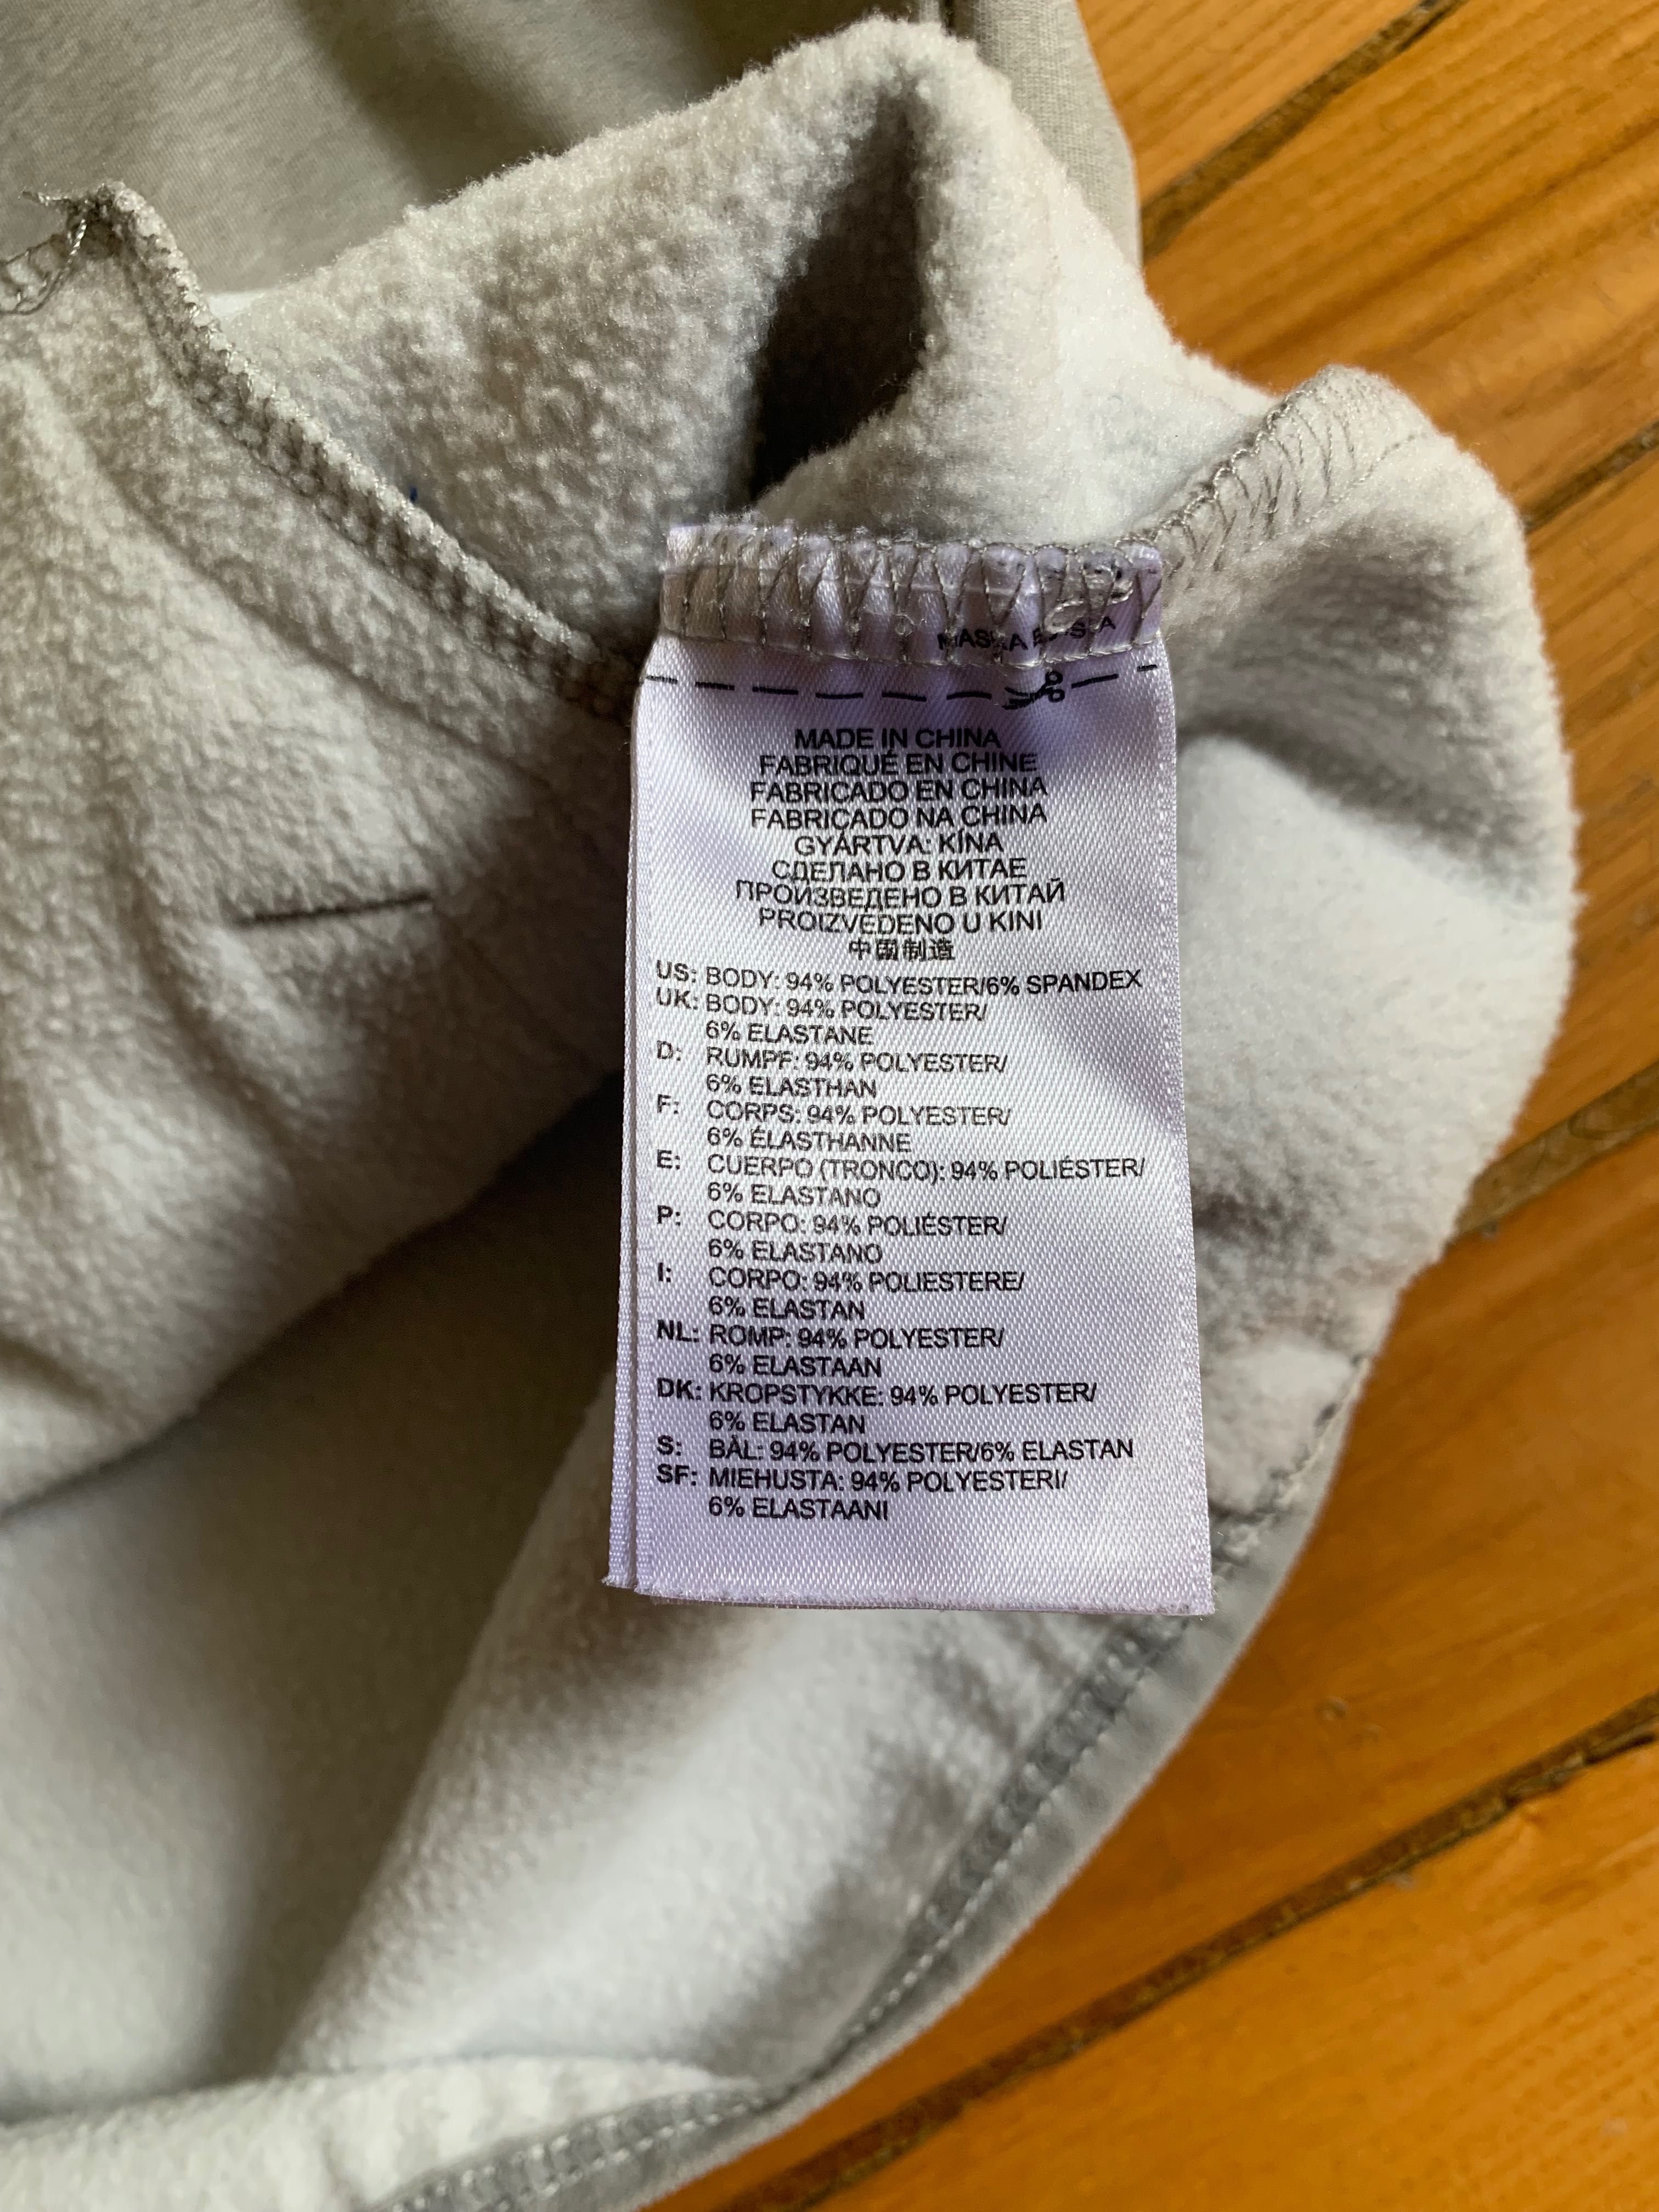 MADE IN CHINA
FABRIQUÉ EN CHINE
FABRICADO EN CHINA
FABRICADO NA CHINA
GYÁRTVA: KÍNA
СДЕЛАНО В КИТАЕ
ПРОИЗВЕДЕНО В КИТАЙ
PROIZVEDENO U KINI
中国制造
US: BODY: 94% POLYESTER/6% SPANDEX
UK: BODY: 94% POLYESTER/
6% ELASTANE
D: RUMPF: 94% POLYESTER/
6% ELASTHAN
F: CORPS: 94% POLYESTER/
6% ÉLASTHANNE
E: CUERPO (TRONCO): 94% POLIÉSTER/
6% ELASTANO
P: CORPO: 94% POLIÉSTER/
6% ELASTANO
I: CORPO: 94% POLIESTERE/
6% ELASTAN
NL: ROMP: 94% POLYESTER/
6% ELASTAAN
DK: KROPSTYKKE: 94% POLYESTER/
6% ELASTAN
S: BÅL: 94% POLYESTER/6% ELASTAN
SF: MIEHUSTA: 94% POLYESTERI/
6% ELASTAANI